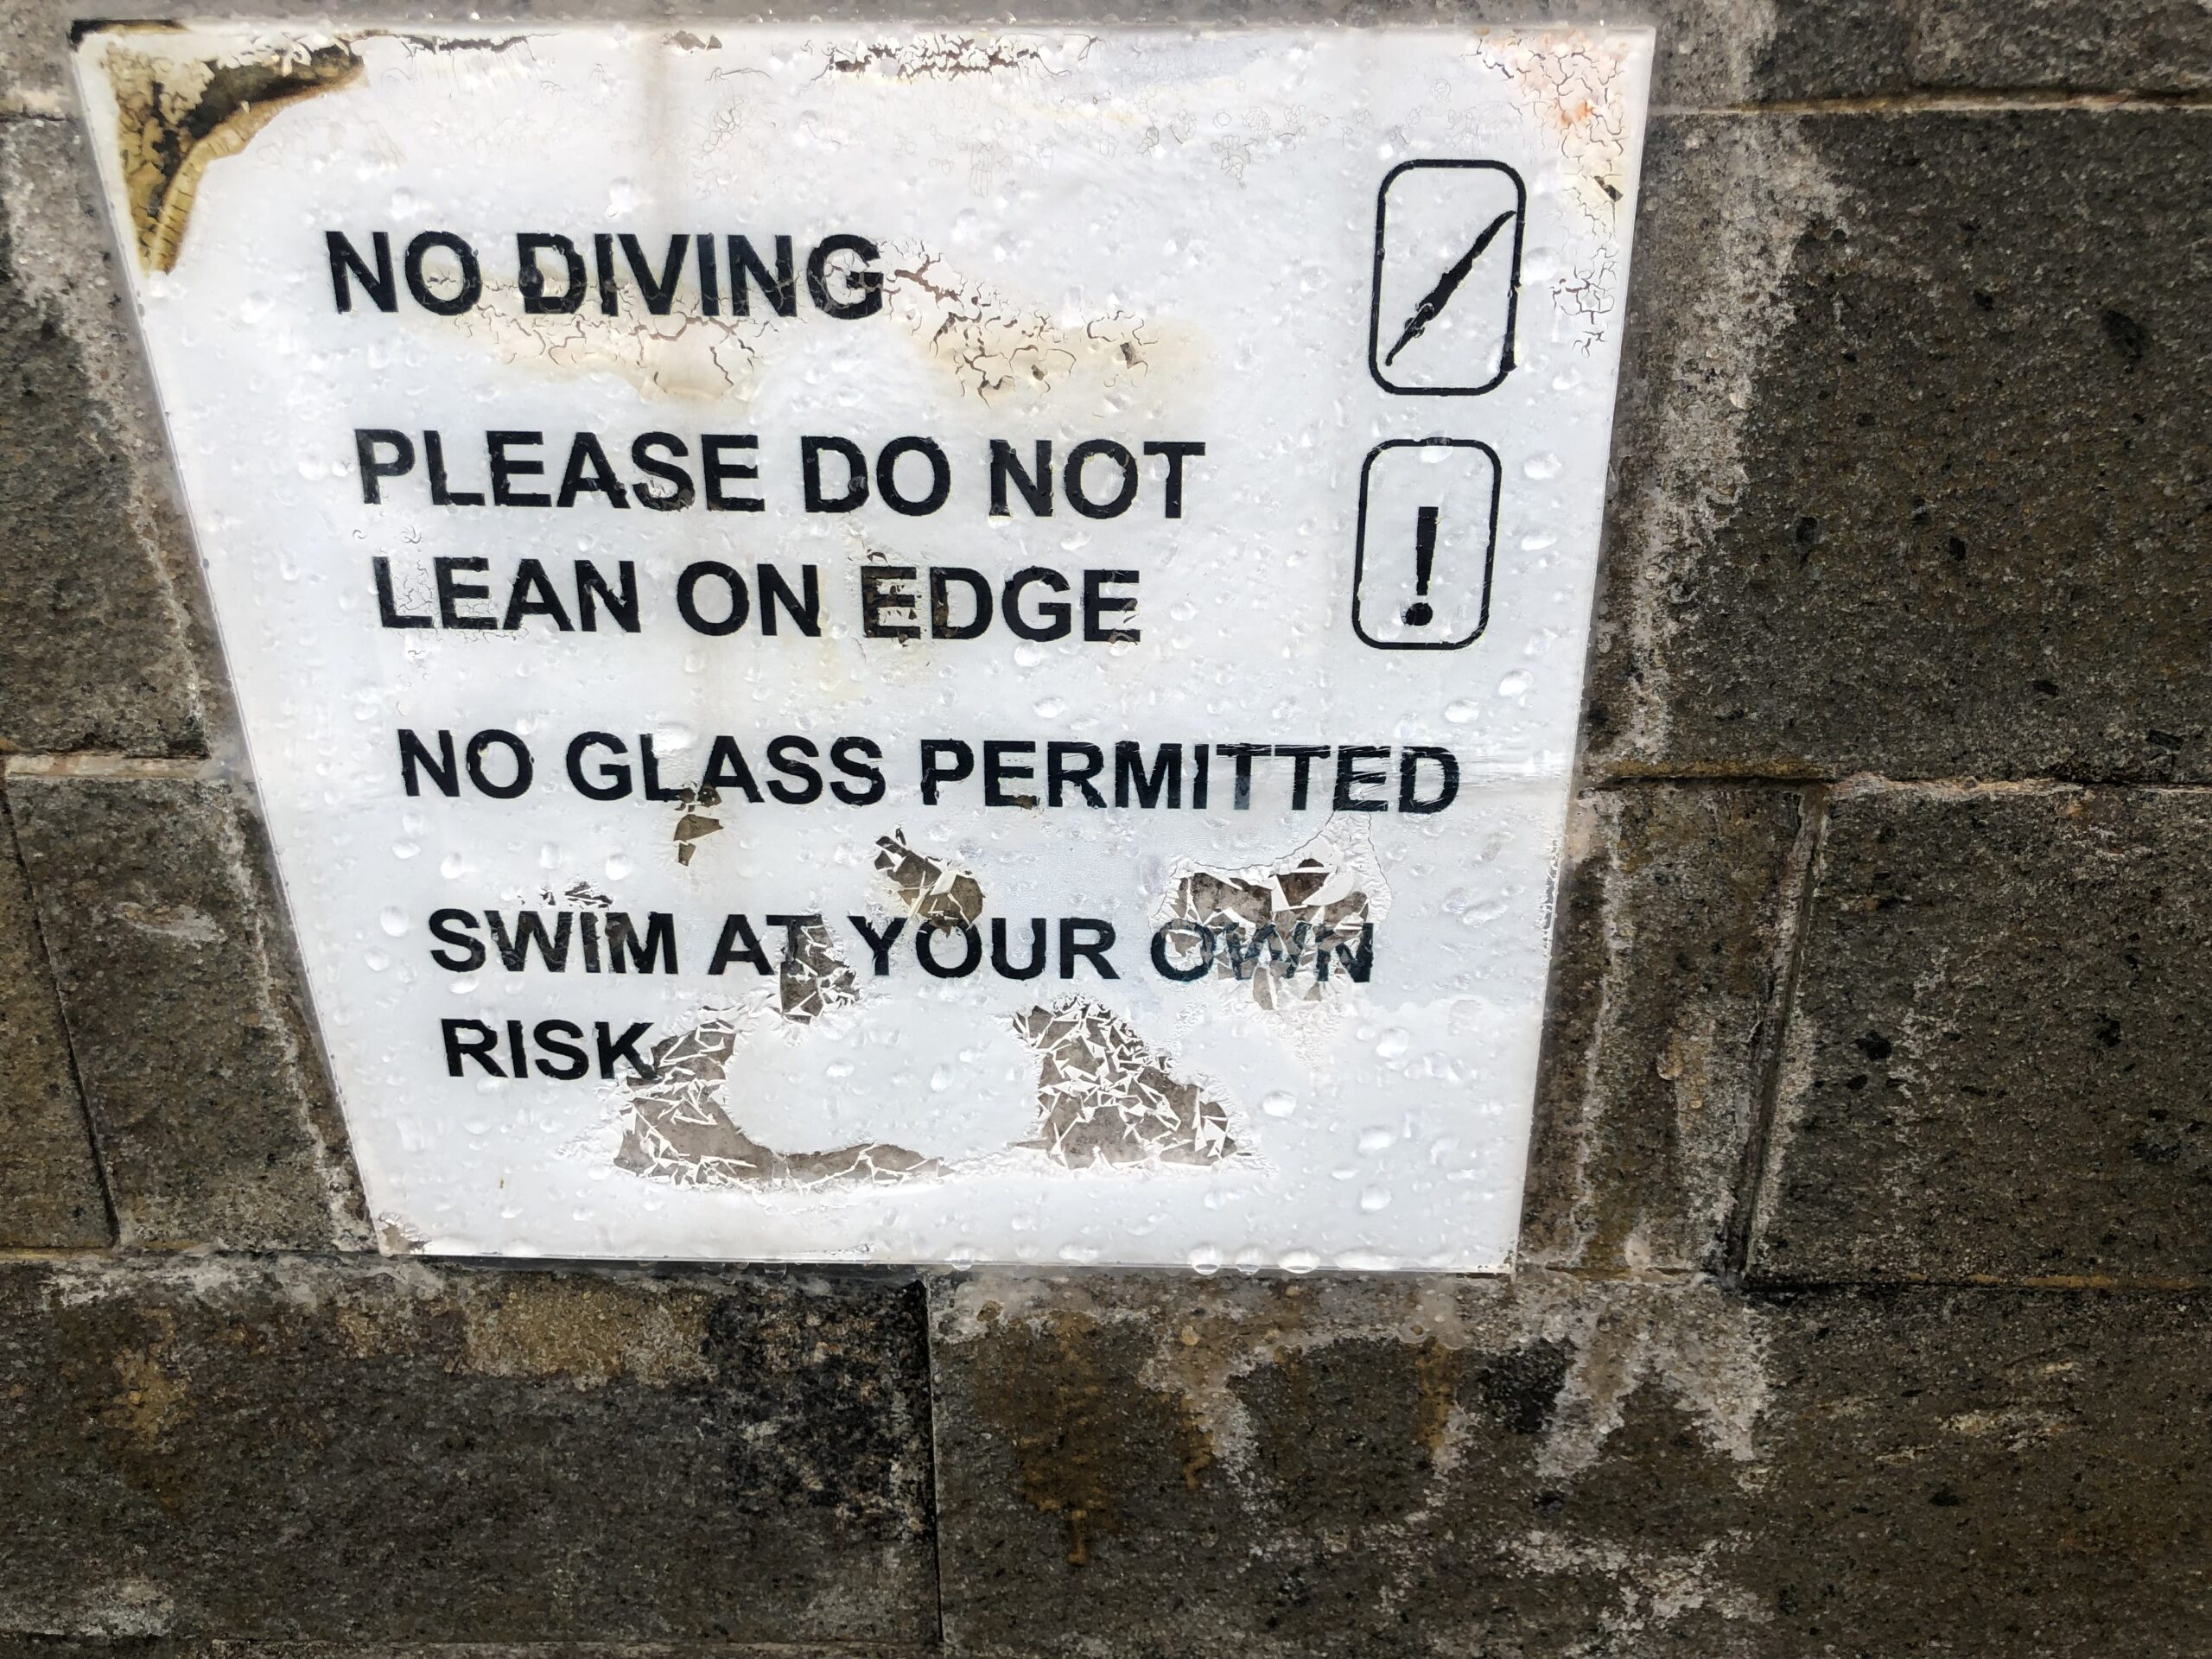 NO DIVING
PLEASE DO NOT
LEAN ON EDGE
!
NO GLASS PERMITTED
SWIM AT YOUR OWN
RISK